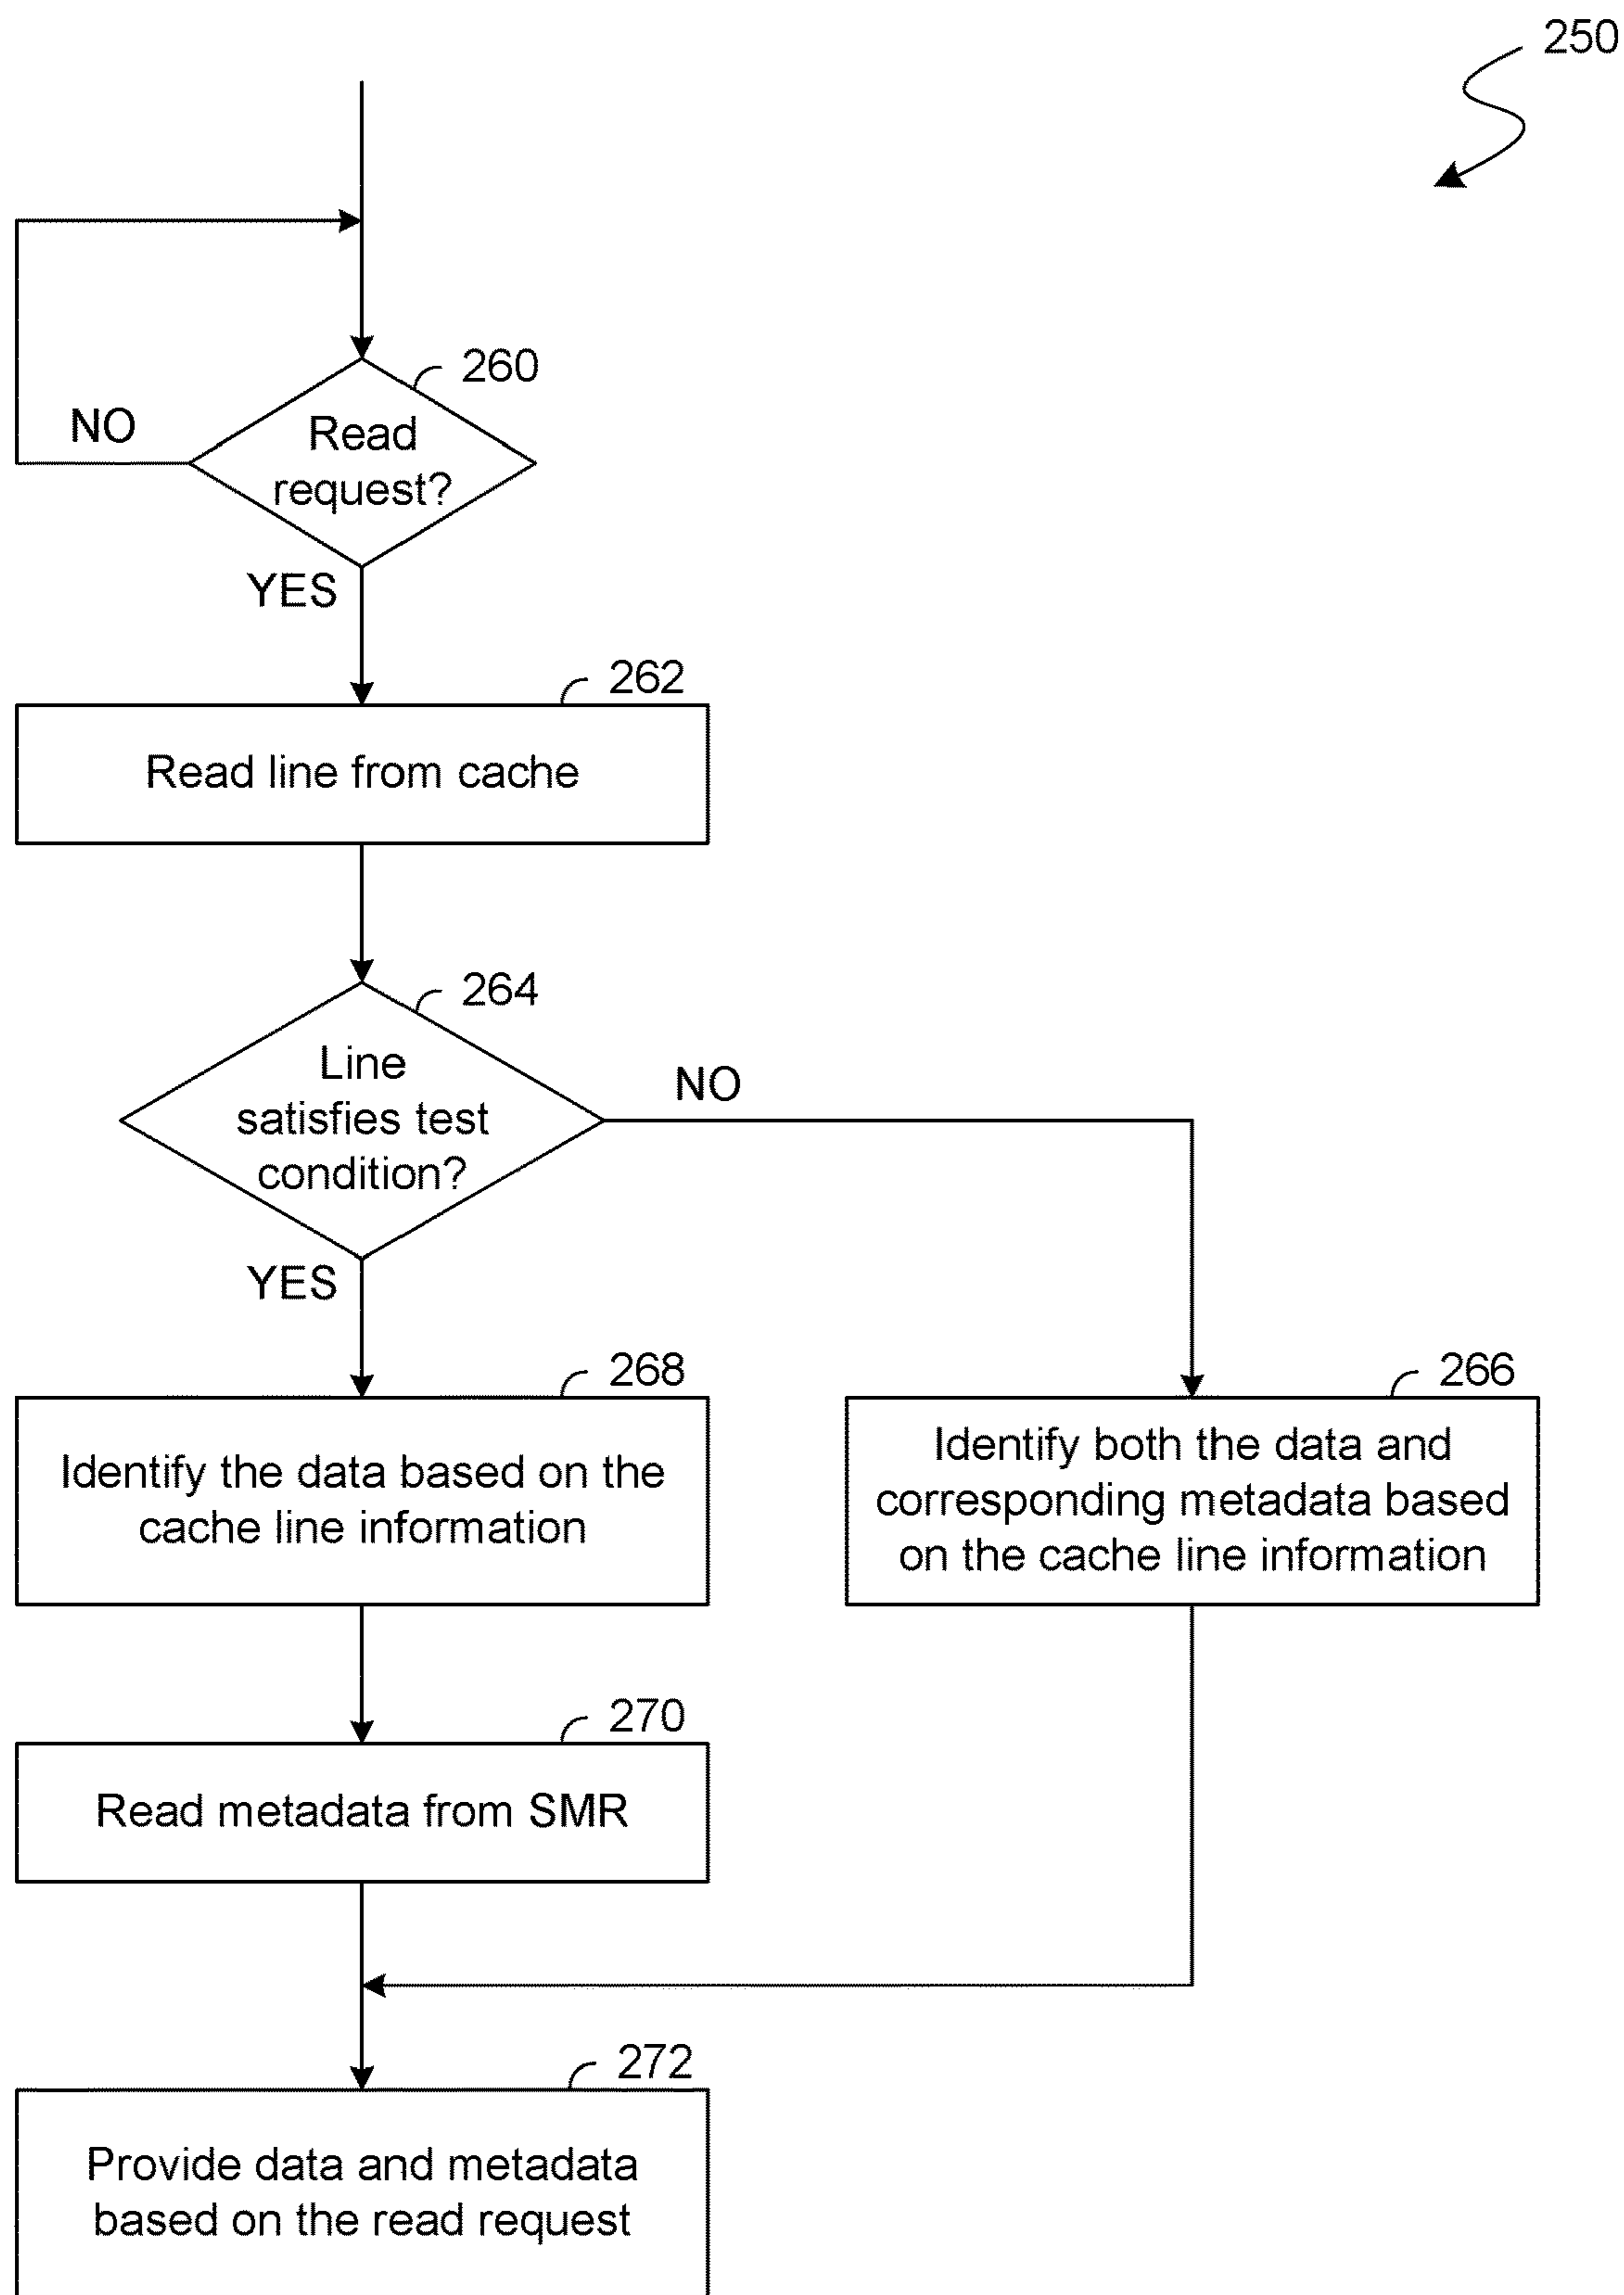 250
260
Read
request?
NO
YES
262
Read line from cache
264
Line
satisfies test
condition?
NO
YES
268
Identify the data based on the
cache line information
266
Identify both the data and
corresponding metadata based
on the cache line information
270
Read metadata from SMR
272
Provide data and metadata
based on the read request